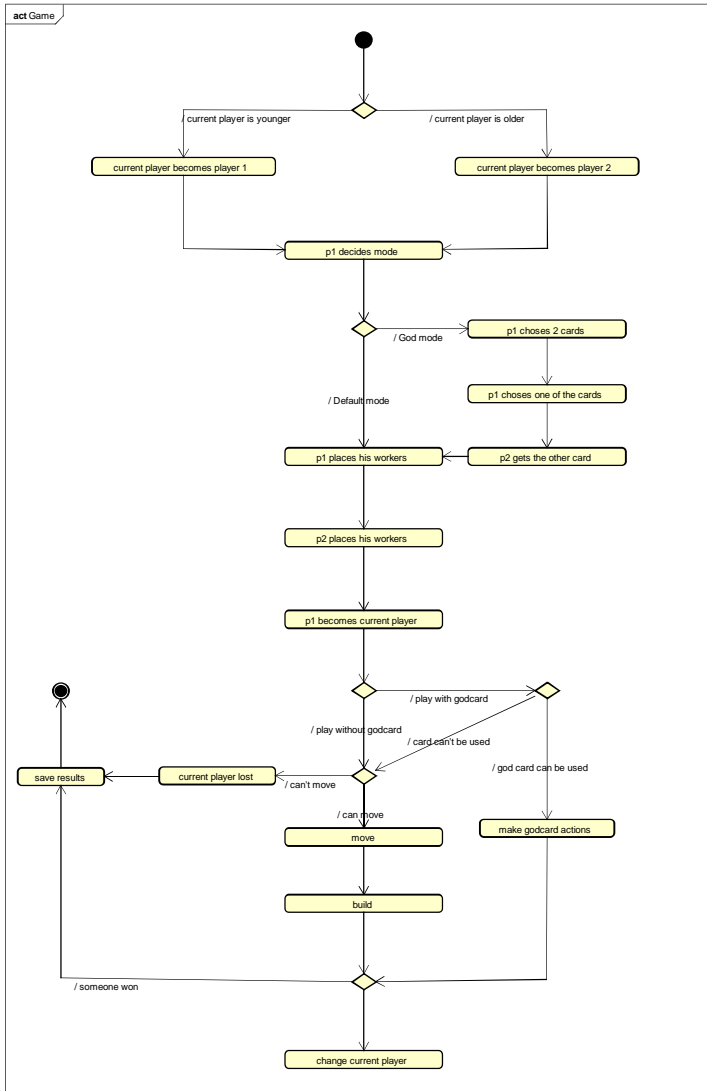 act Game
/ current player is younger
/ current player is older
current player becomes player 1
current player becomes player 2
p1 decides mode
/ God mode
p1 choses 2 cards
/ Default mode
p1 choses one of the cards
p1 places his workers
p2 gets the other card
p2 places his workers
p1 becomes current player
/ play with godcard
/ play without godcard
/ card can't be used
/ god card can be used
save results
current player lost
/ can't move
/ can move
move
make godcard actions
build
/ someone won
change current player